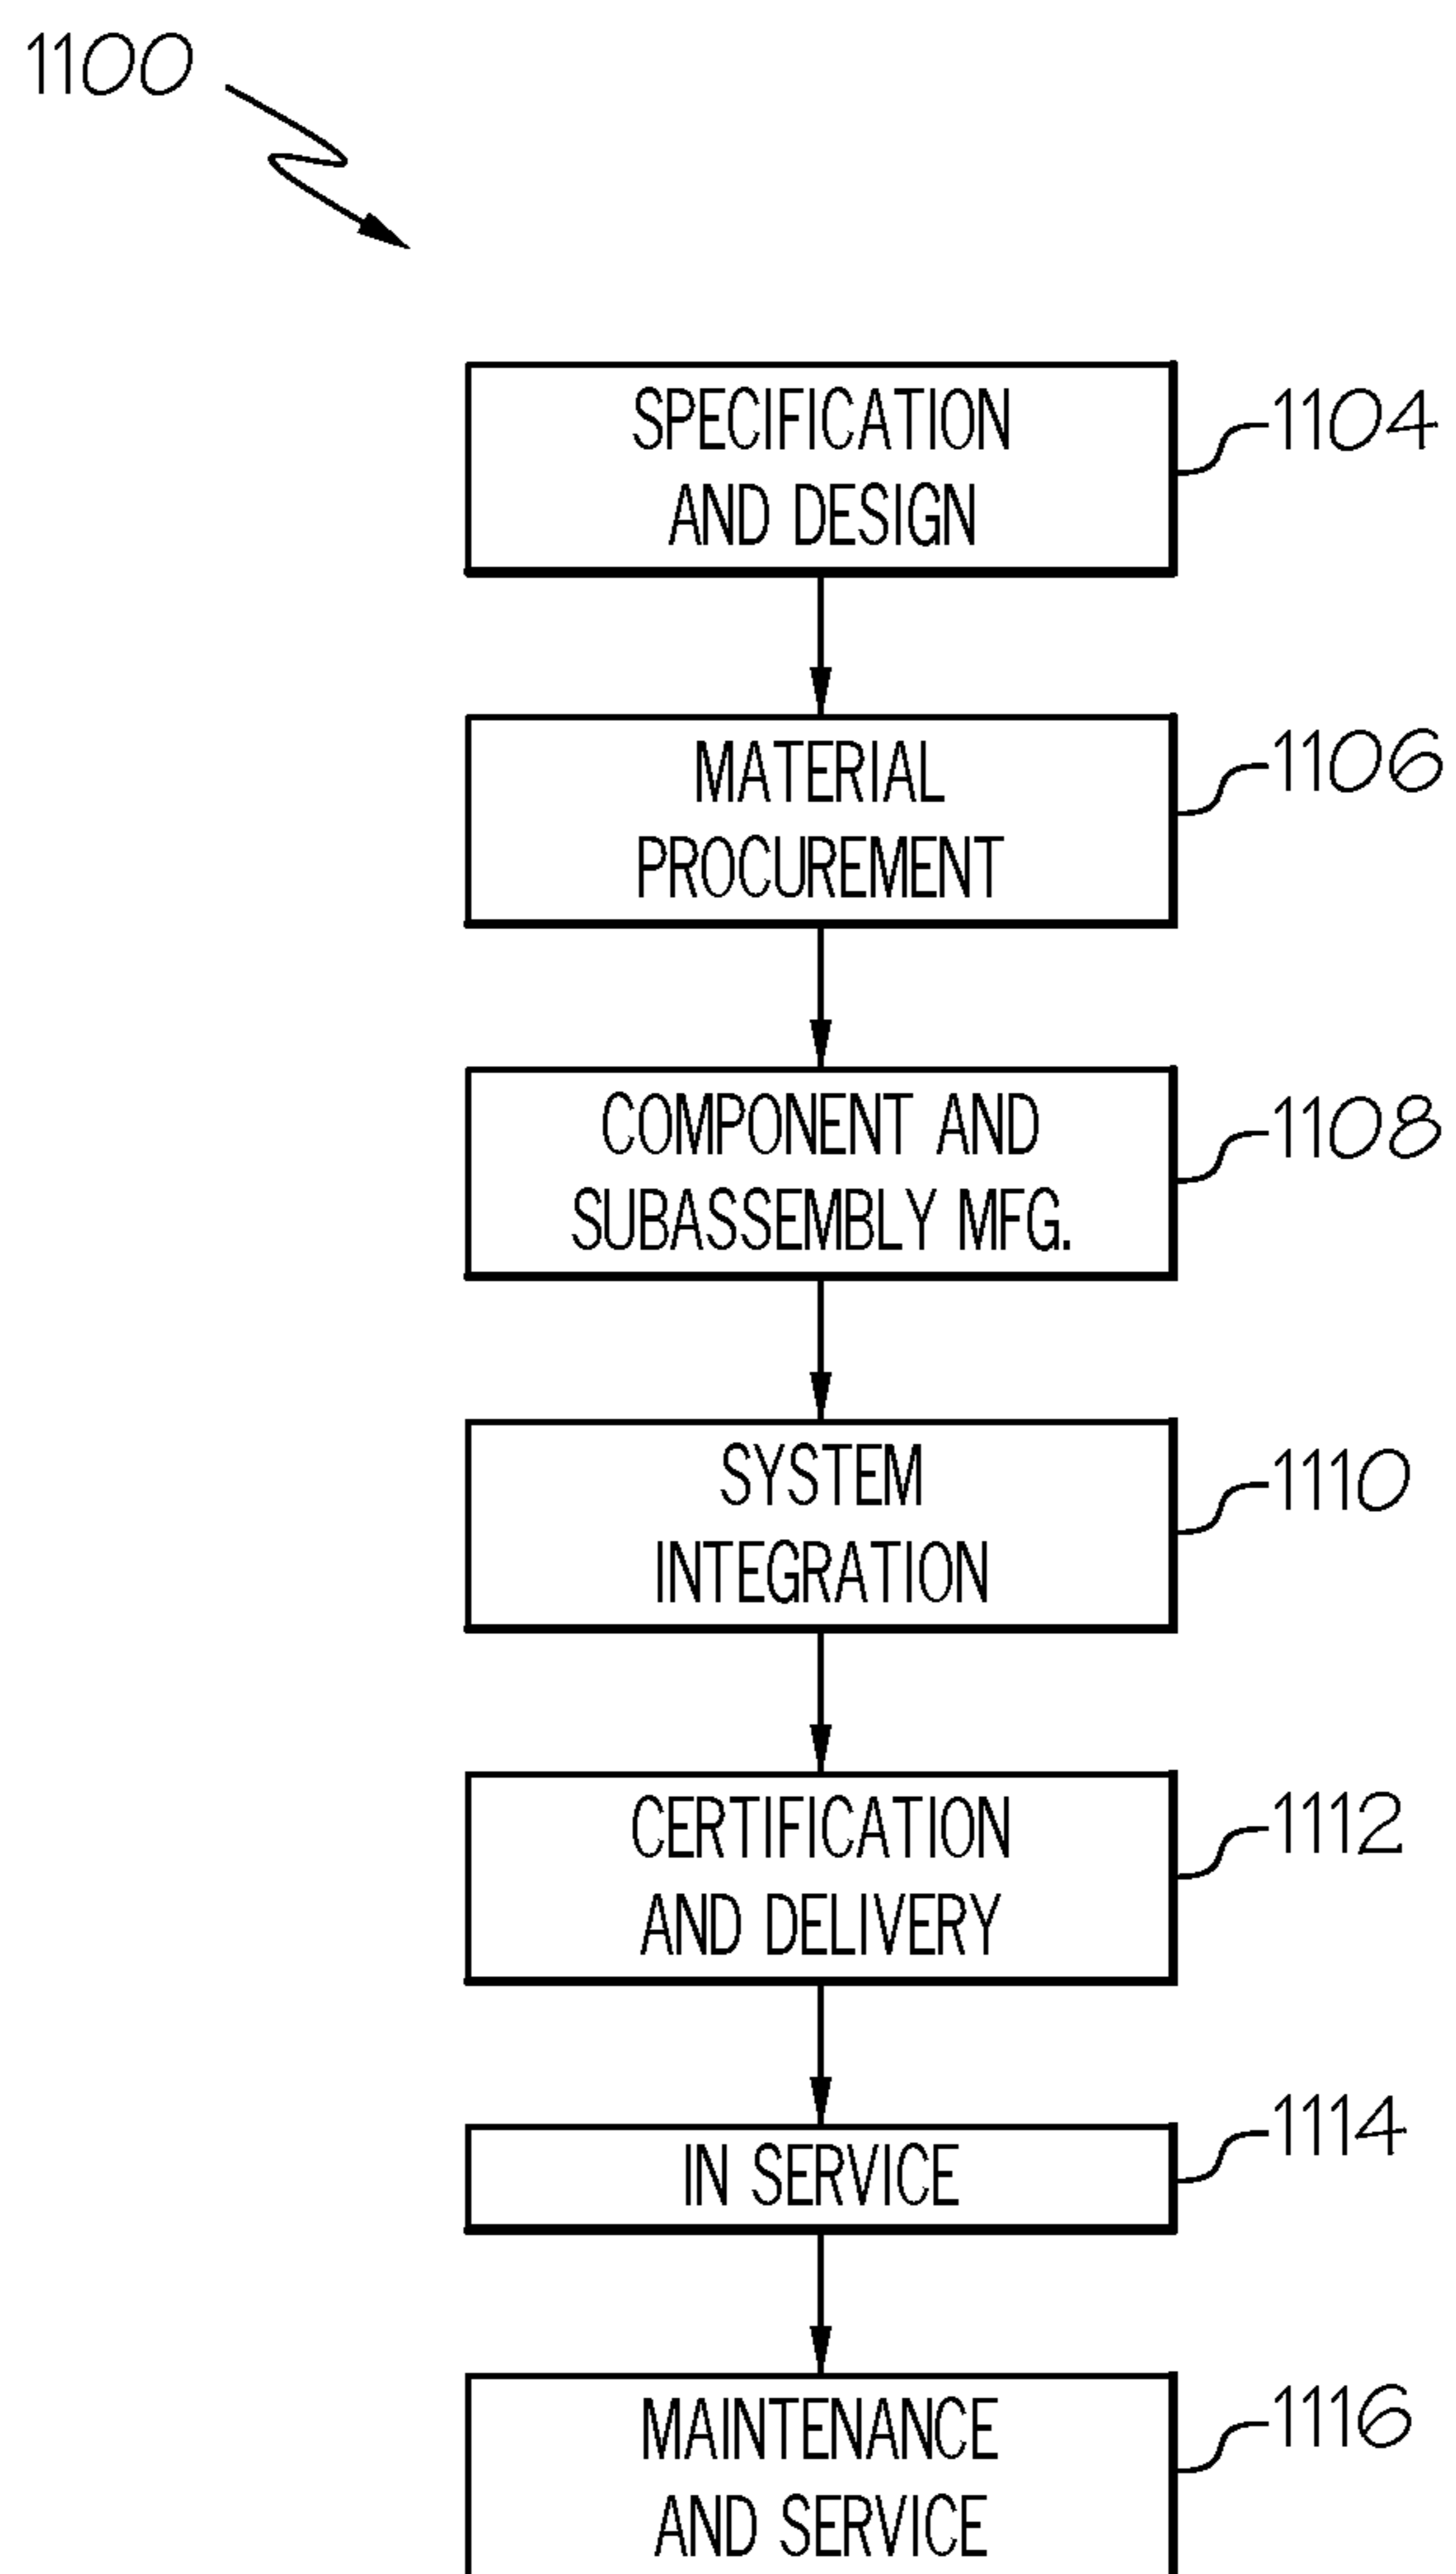 1100
SPECIFICATION
AND DESIGN
1104
MATERIAL
PROCUREMENT
1106
COMPONENT AND
SUBASSEMBLY MFG.
1108
SYSTEM
INTEGRATION
1110
CERTIFICATION
AND DELIVERY
1112
IN SERVICE
1114
MAINTENANCE
AND SERVICE
1116